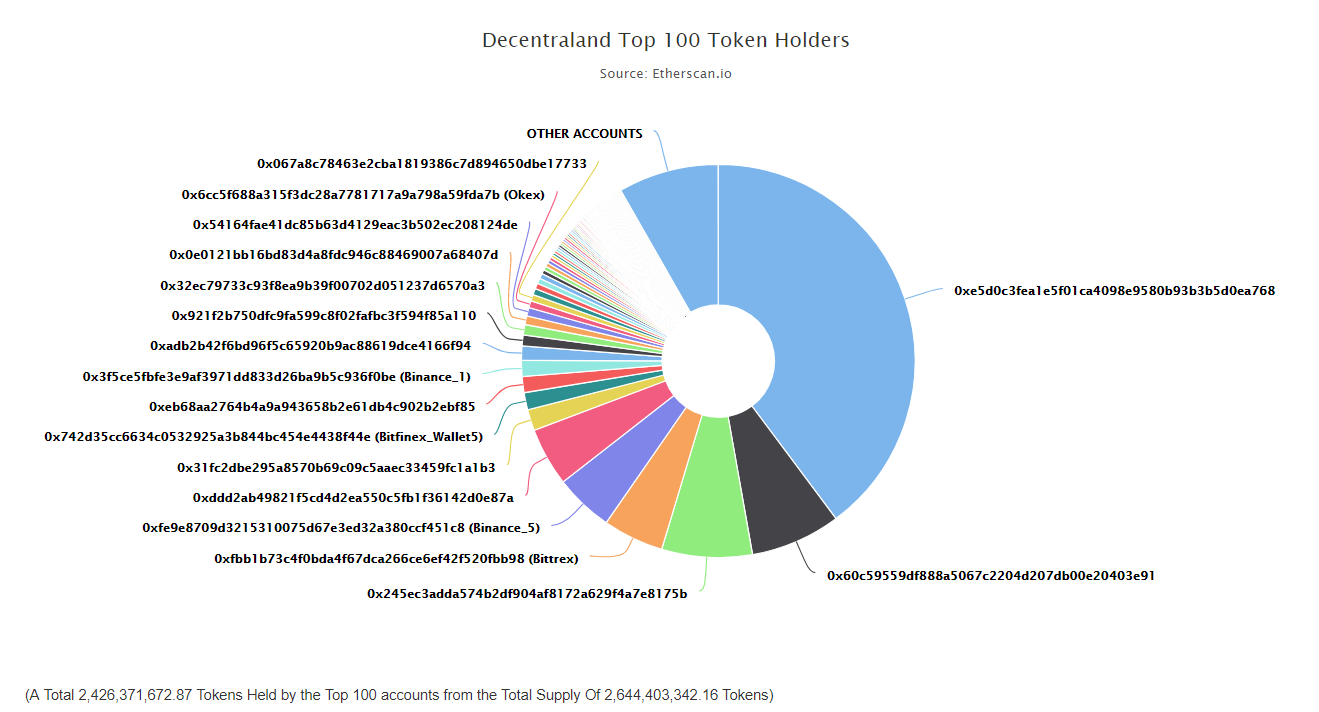 Decentraland Top 100 Token Holders
Source: Etherscan.io
OTHER ACCOUNTS
0x067a8c78463e2cba1819386c7d894650dbe17733
0x6cc5f688a315f3dc28a7781717a9a798a59fda7b (Okex)
0x54164fae41dc85b63d4129eac3b502ec208124de
0x0e0121bb16bd83d4a8fdc946c88469007a68407d
0x32ec79733c93f8ea9b39f00702d051237d6570a3
0x921f2b750dfc9fa599c8f02fafbc3f594f85a110
0xadb2b42f6bd96f5c65920b9ac88619dce4166f94
0x3f5ce5fbfe3e9af3971dd833d26ba9b5c936f0be (Binance_1)
0xeb68aa2764b4a9a943658b2e61db4c902b2ebf85
0x742d35cc6634c0532925a3b844bc454e4438f44e (Bitfinex_Wallet5)
0x31fc2dbe295a8570b69c09c5aaec33459fc1a1b3
0xddd2ab49821f5cd4d2ea550c5fb1f36142d0e87a
0xfe9e8709d3215310075d67e3ed32a380ccf451c8 (Binance_5)
0xfbb1b73c4f0bda4f67dca266ce6ef42f520fbb98 (Bittrex)
0x245ec3adda574b2df904af8172a629f4a7e8175b
0xe5d0c3fea1e5f01ca4098e9580b93b3b5d0ea768
0x60c59559df888a5067c2204d207db00e20403e91
(A Total 2,426,371,672.87 Tokens Held by the Top 100 accounts from the Total Supply Of 2,644,403,342.16 Tokens)